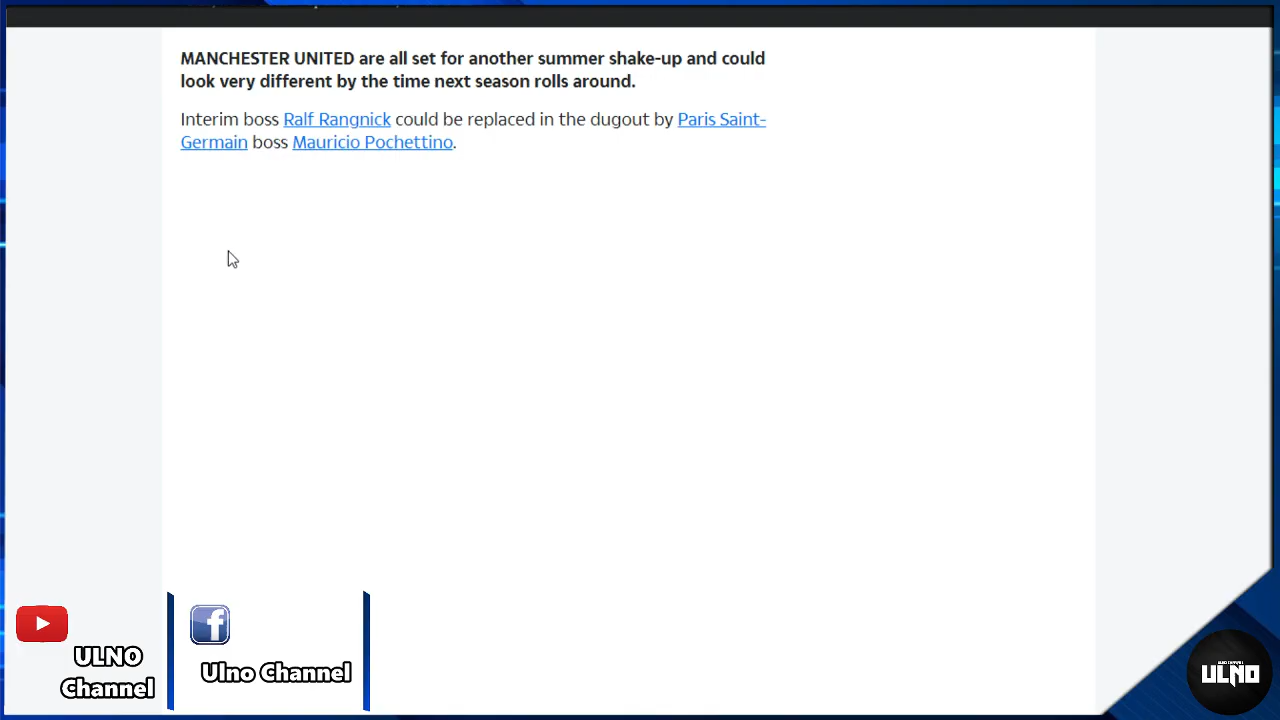 MANCHESTER UNITED are all set for another summer shake-up and could
look very different by the time next season rolls around.
Interim boss Ralf Rangnick could be replaced in the dugout by Paris Saint-
Germain boss Mauricio Pochettino.
ULNO
Channel
Ulno Channel
ULNO